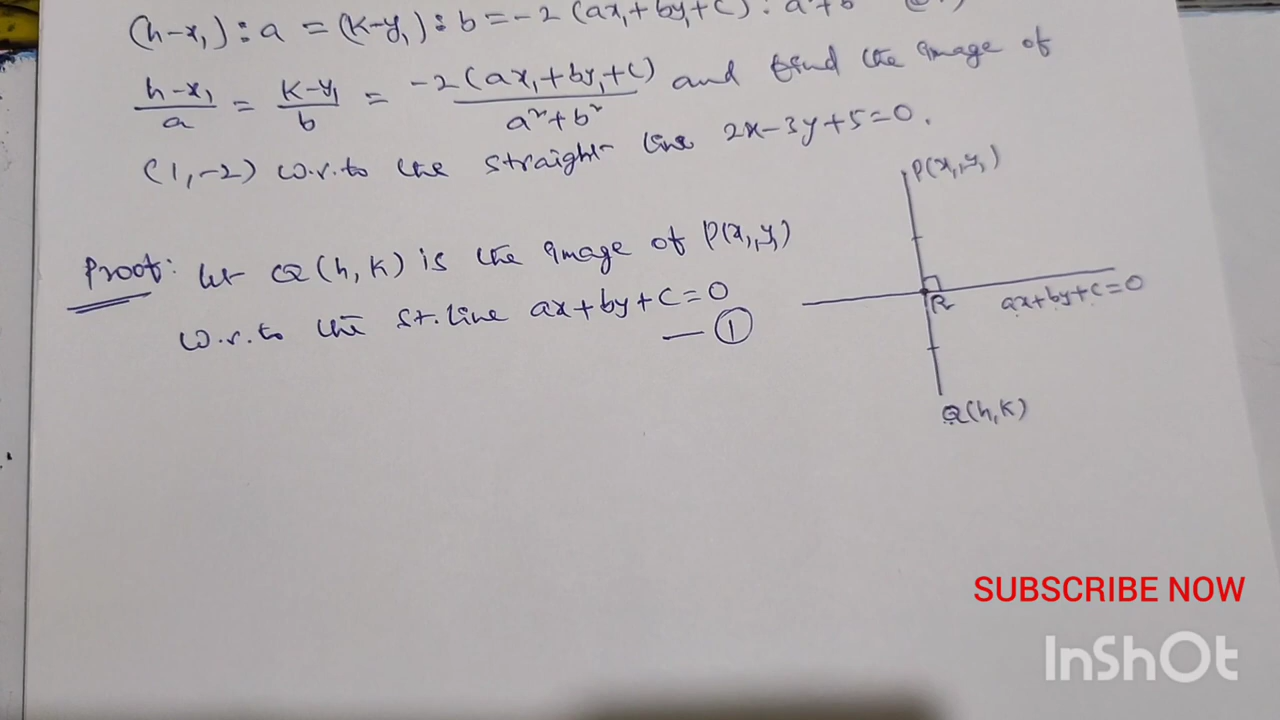 (h-x₁):a = (k-y₁):b = -2(ax₁+by₁+c):a²+b²
(h-x₁)/a = (k-y₁)/b = -2(ax₁+by₁+c)/(a²+b²) and find the image of
(1,-2) w.r.to the straight line 2x-3y+5=0.
P(x₁,y₁)
Proof: let Q(h,k) is the image of P(x₁,y₁)
w.r.to the st.line ax+by+c=0
— ①
R
ax+by+c=0
Q(h,k)
SUBSCRIBE NOW
InShOt